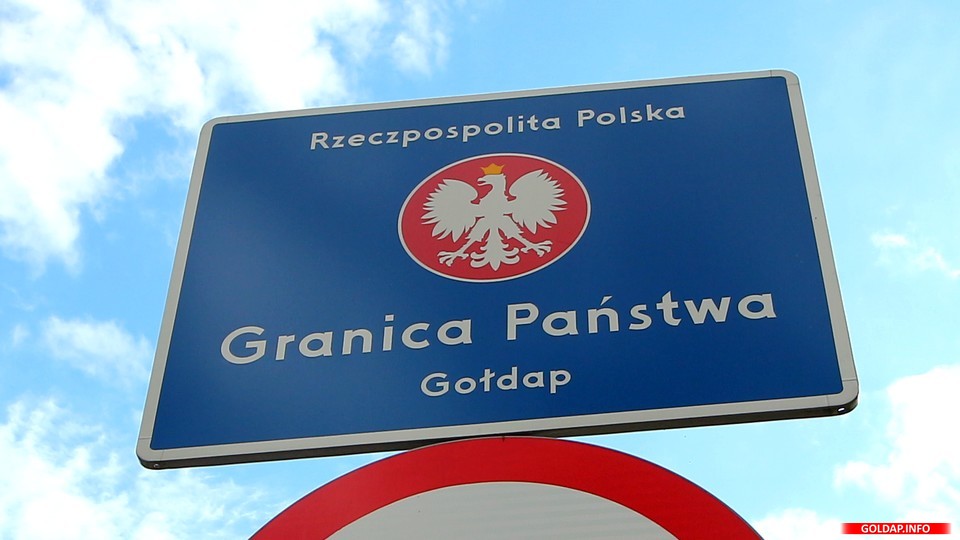 Rzeczpospolita Polska
Granica Państwa
Gołdap
GOLDAP.INFO